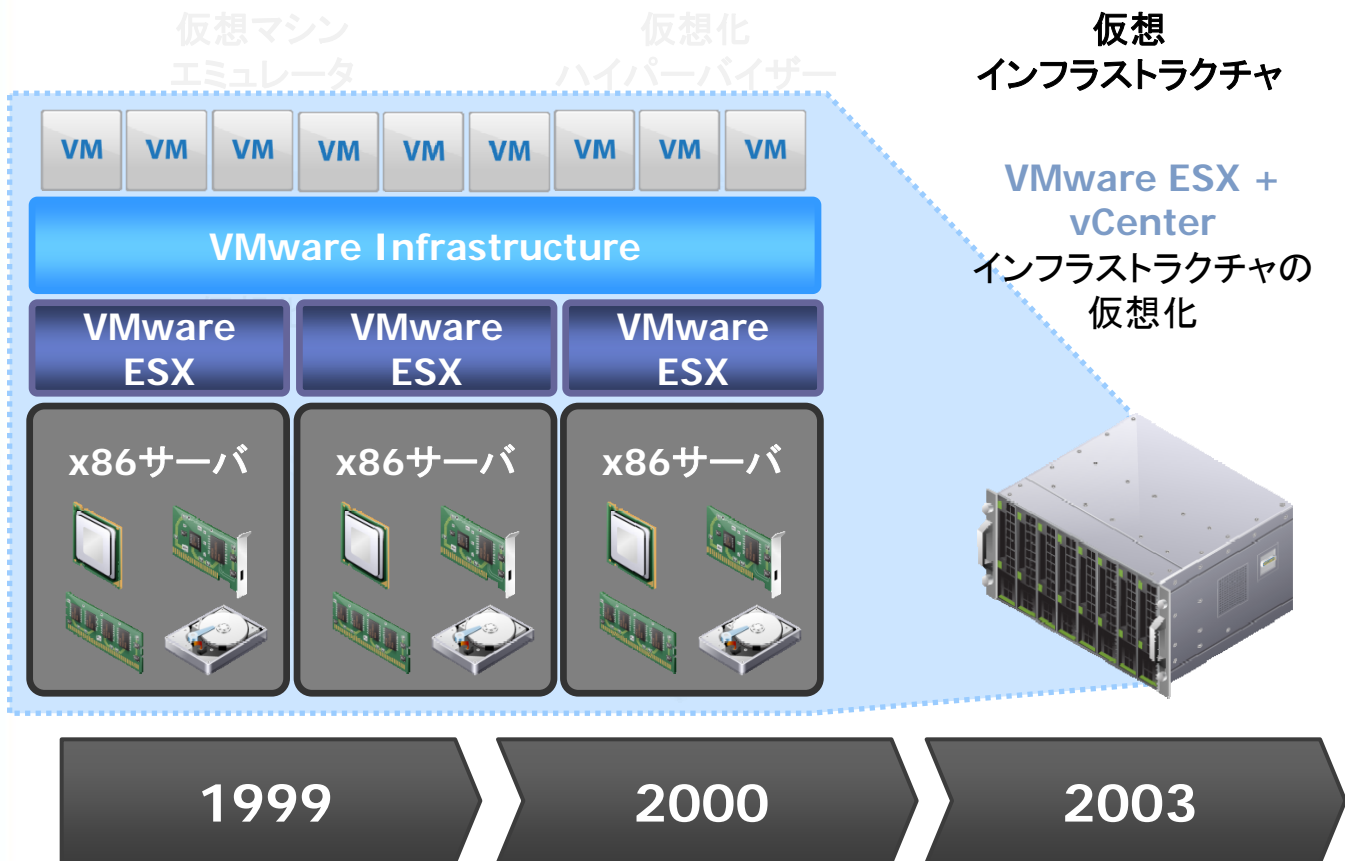 仮想マシン
エミュレータ
仮想化
ハイパーバイザー
仮想
インフラストラクチャ
VM VM VM VM VM VM VM VM VM
VMware Infrastructure
VMware
ESX
VMware
ESX
VMware
ESX
x86サーバ
x86サーバ
x86サーバ
VMware ESX +
vCenter
インフラストラクチャの
仮想化
1999
2000
2003